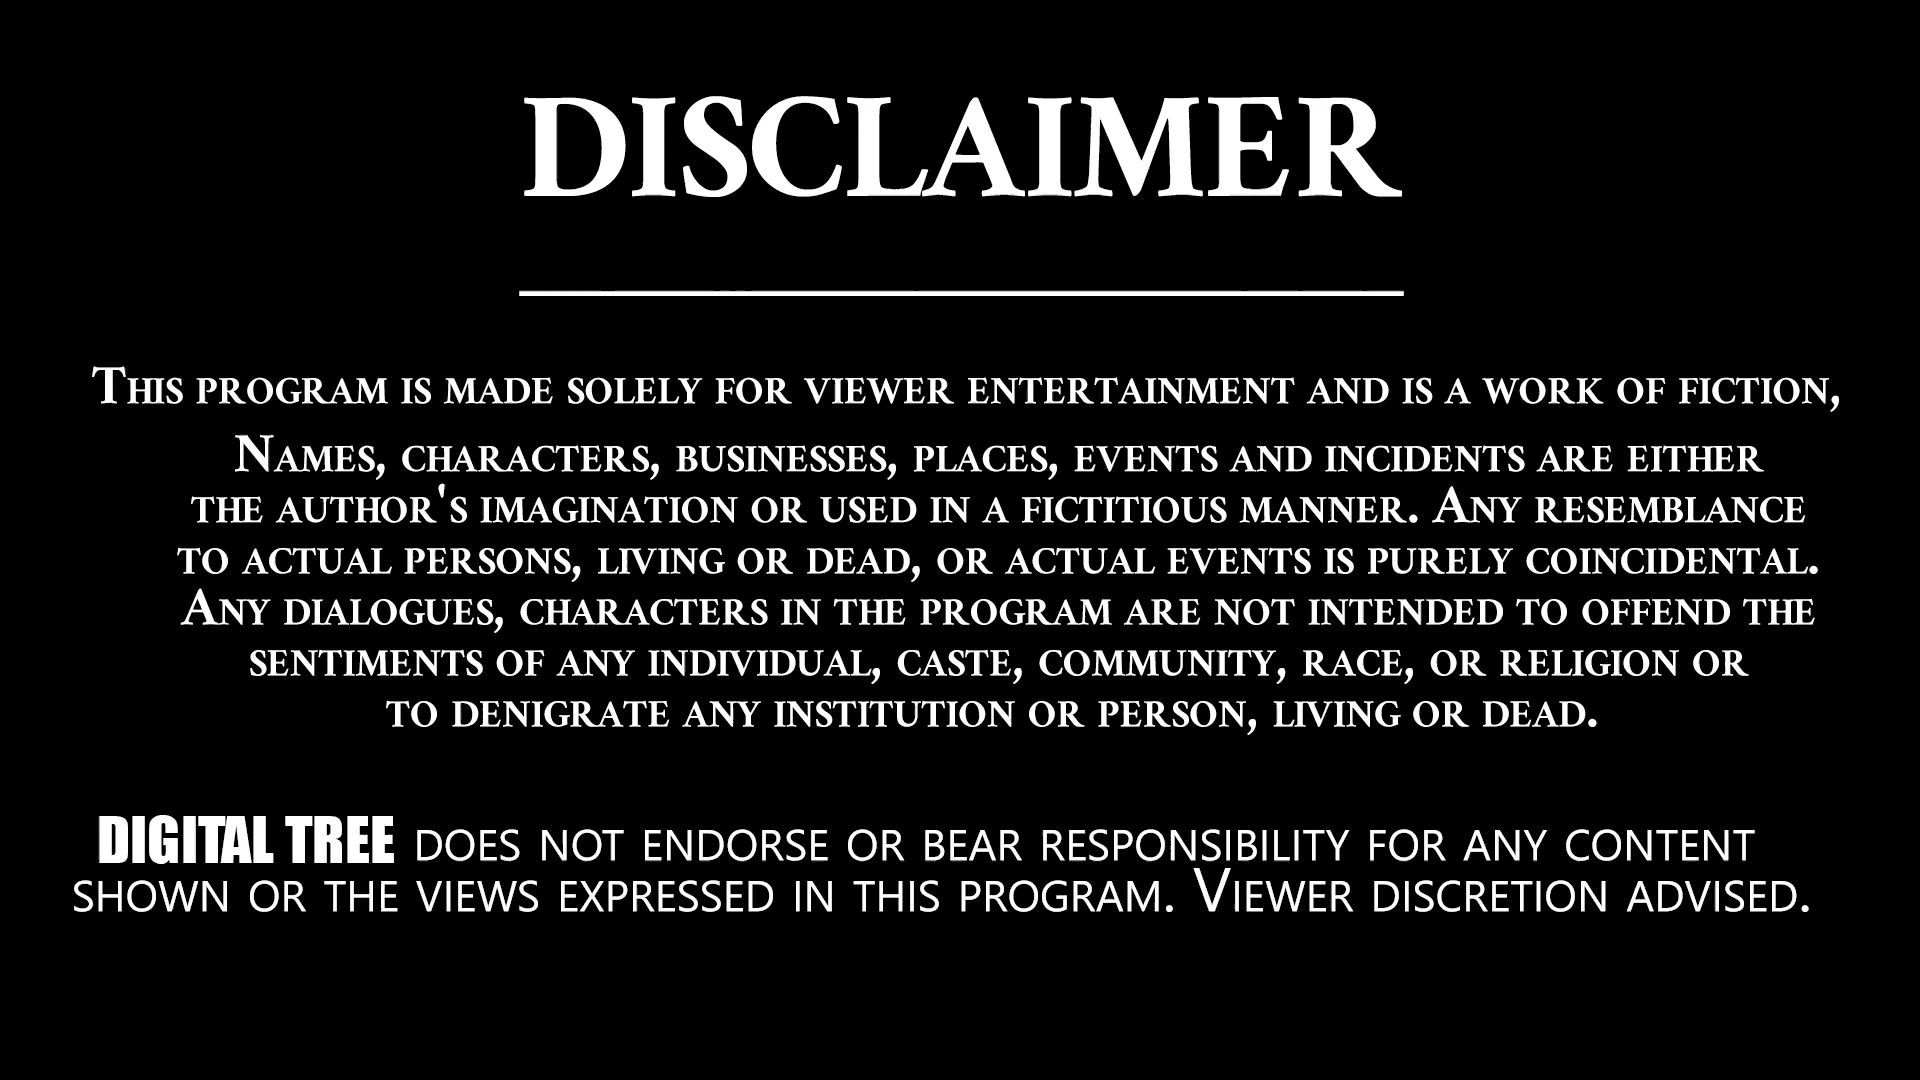 DISCLAIMER
This program is made solely for viewer entertainment and is a work of fiction,
Names, characters, businesses, places, events and incidents are either
the author's imagination or used in a fictitious manner. Any resemblance
to actual persons, living or dead, or actual events is purely coincidental.
Any dialogues, characters in the program are not intended to offend the
sentiments of any individual, caste, community, race, or religion or
to denigrate any institution or person, living or dead.
DIGITAL TREE does not endorse or bear responsibility for any content
shown or the views expressed in this program. Viewer discretion advised.